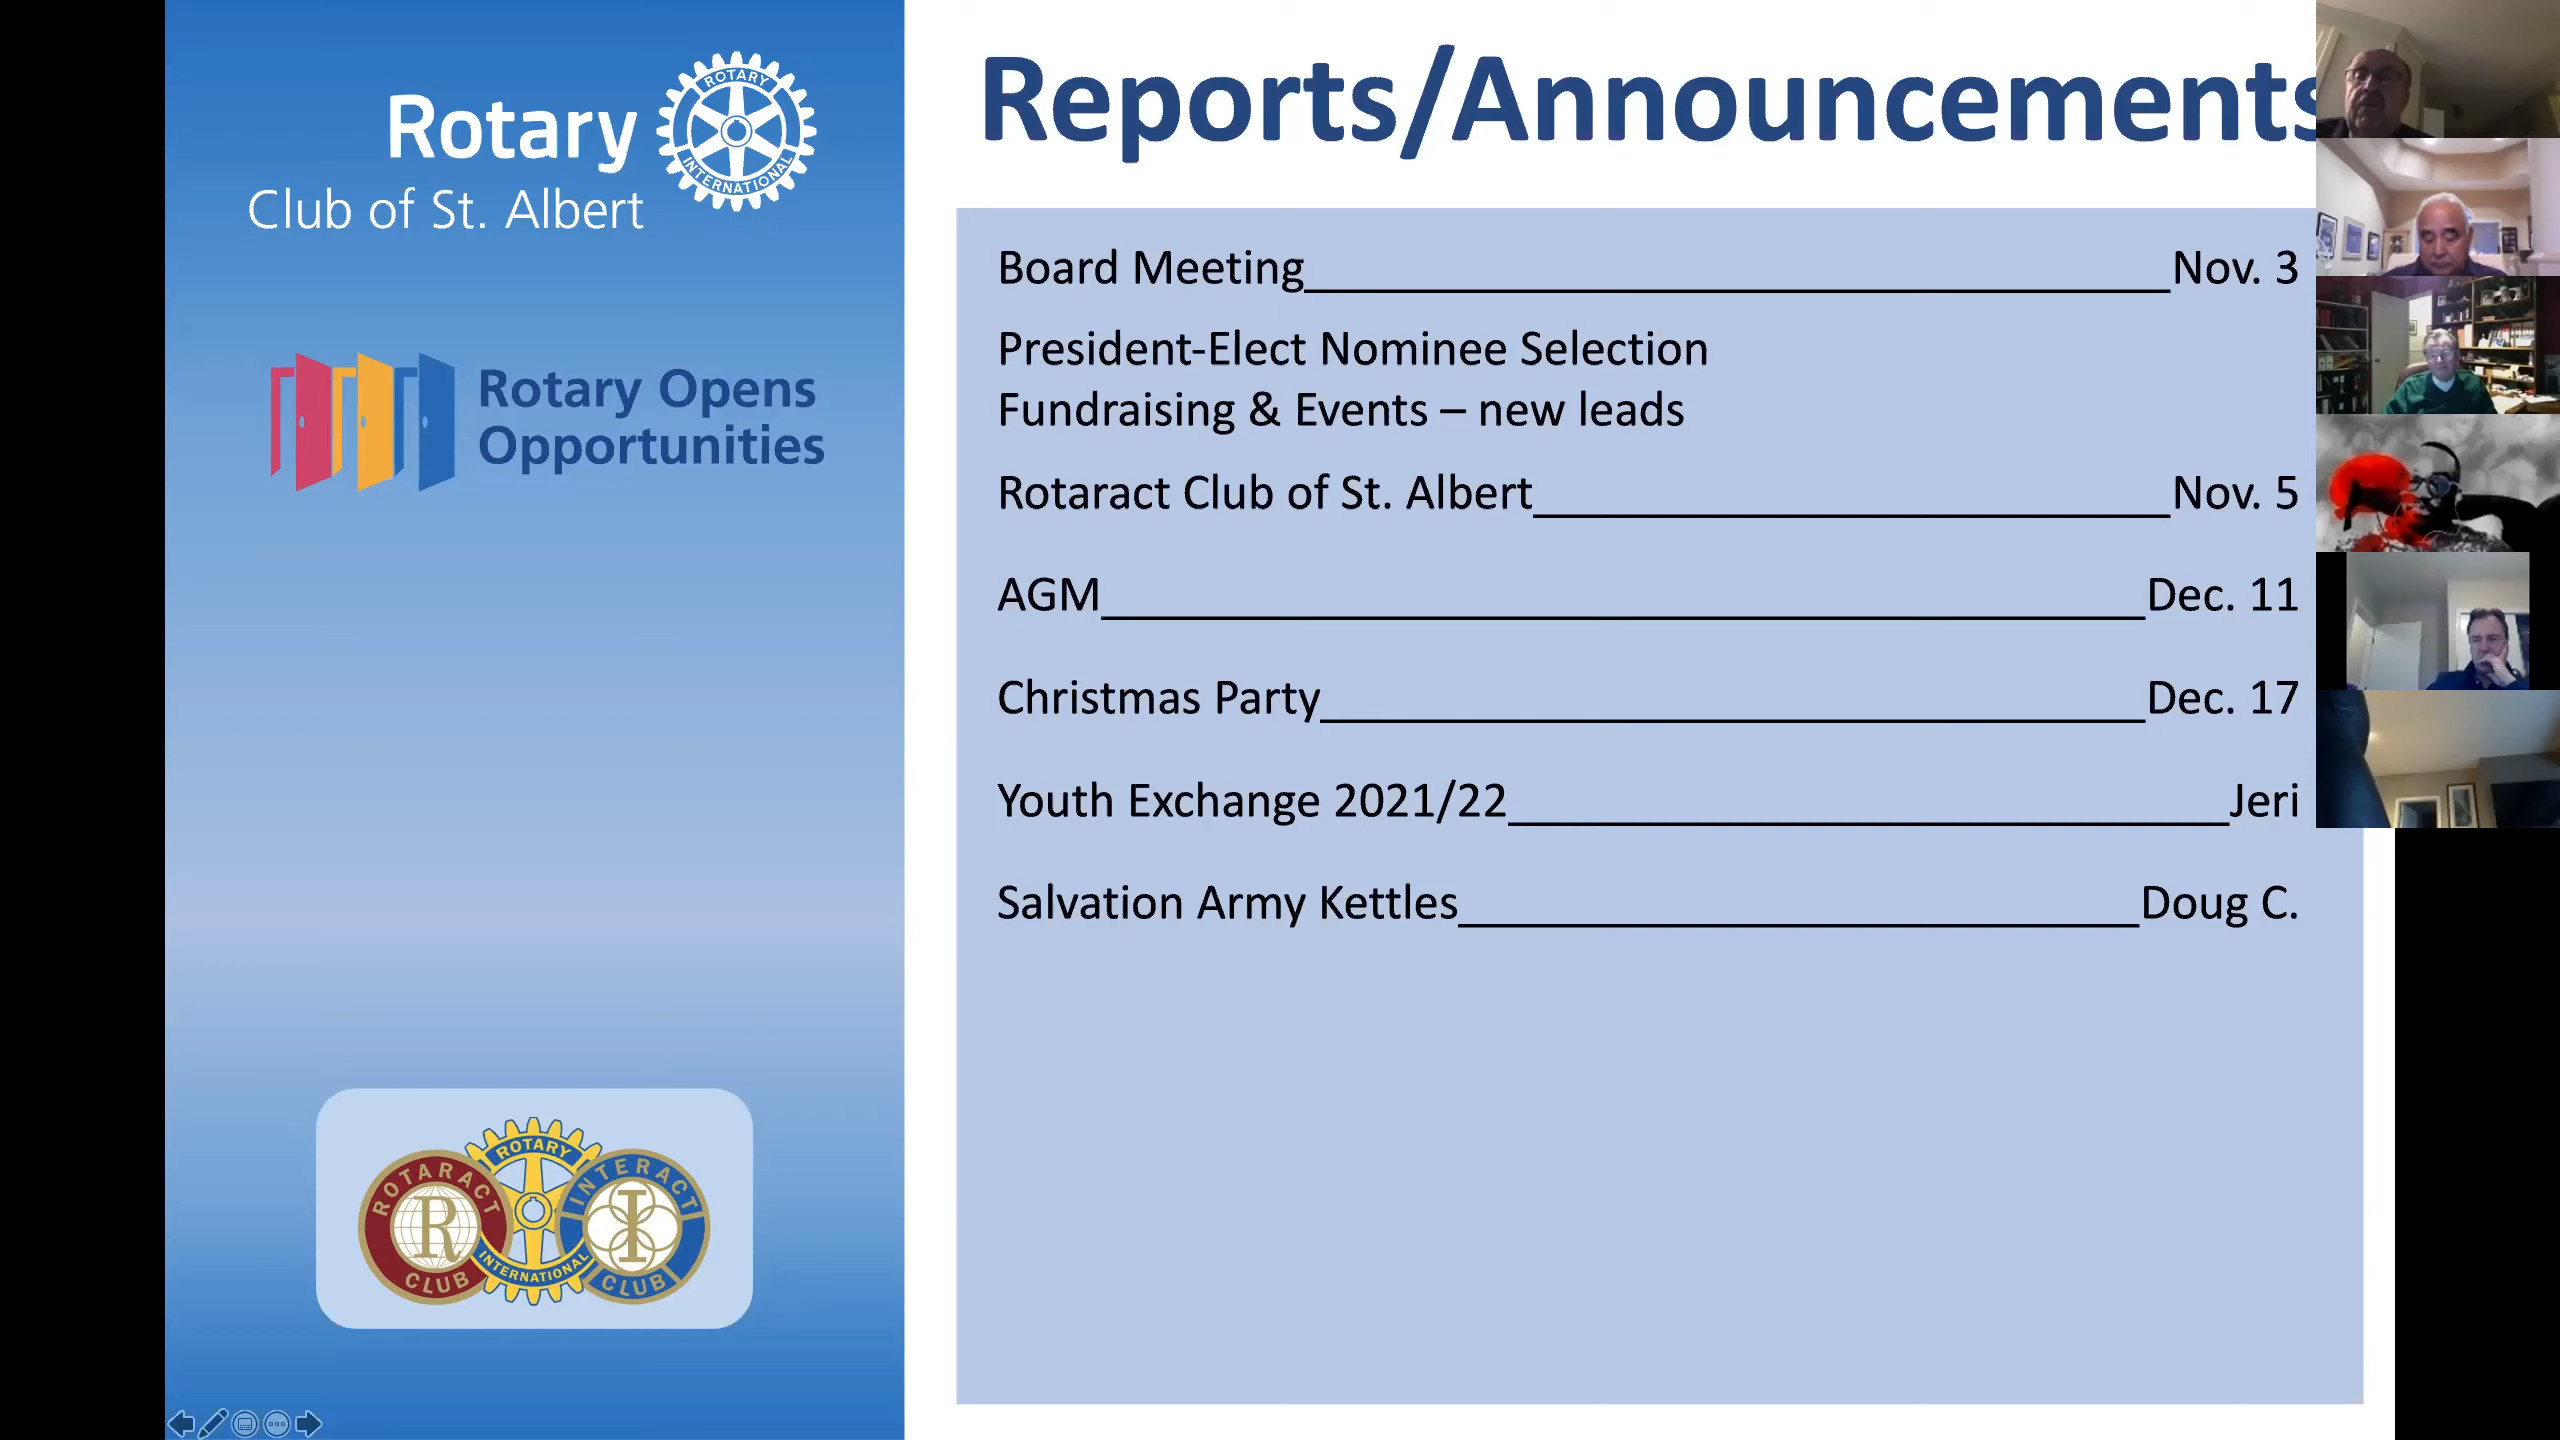 Rotary
Club of St. Albert
ROTARY
INTERNATIONAL
Rotary Opens
Opportunities
ROTARACT
R
CLUB
ROTARY
INTERNATIONAL
INTERACT
I
CLUB
Reports/Announcements
Board Meeting Nov. 3
President-Elect Nominee Selection
Fundraising & Events – new leads
Rotaract Club of St. Albert Nov. 5
AGM Dec. 11
Christmas Party Dec. 17
Youth Exchange 2021/22 Jeri
Salvation Army Kettles Doug C.